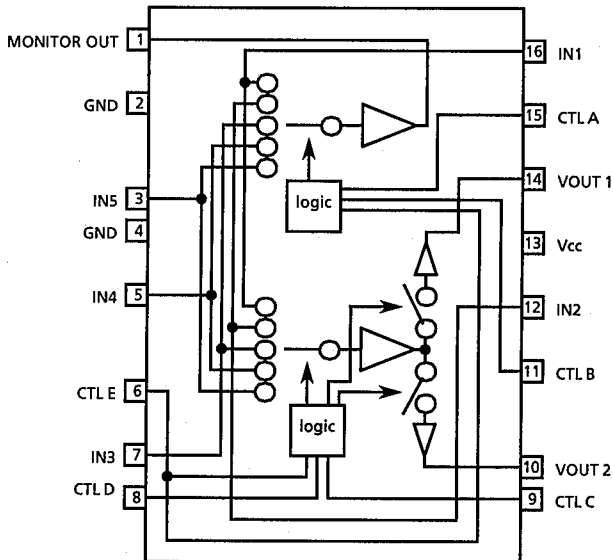 MONITOR OUT 1
2
GND
3
IN5
4
GND
5
IN4
6
CTL E
7
IN3
8
CTL D
16 IN1
15 CTL A
14 VOUT 1
13 Vcc
12 IN2
11 CTL B
10 VOUT 2
9 CTL C
logic
logic